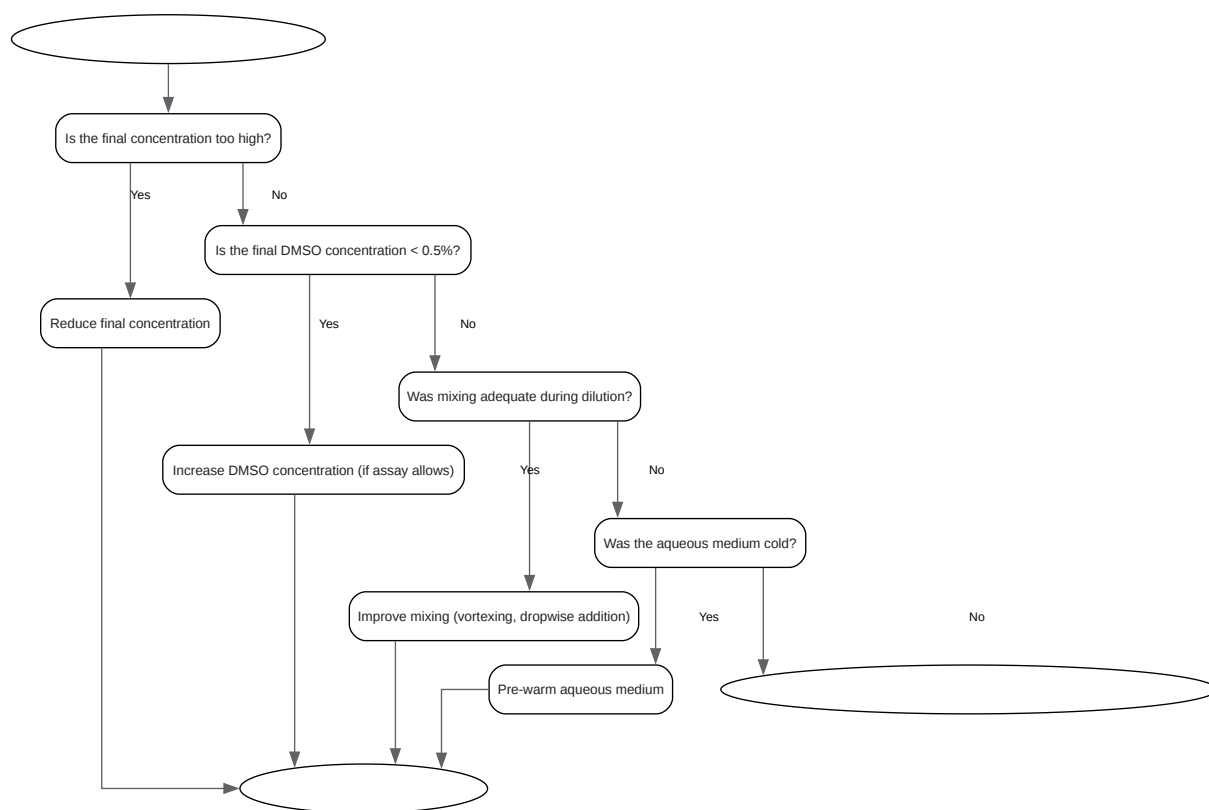 Is the final concentration too high?
Yes
No
Is the final DMSO concentration < 0.5%?
Reduce final concentration
Yes
No
Was mixing adequate during dilution?
Increase DMSO concentration (if assay allows)
Yes
No
Was the aqueous medium cold?
Improve mixing (vortexing, dropwise addition)
Yes
No
Pre-warm aqueous medium